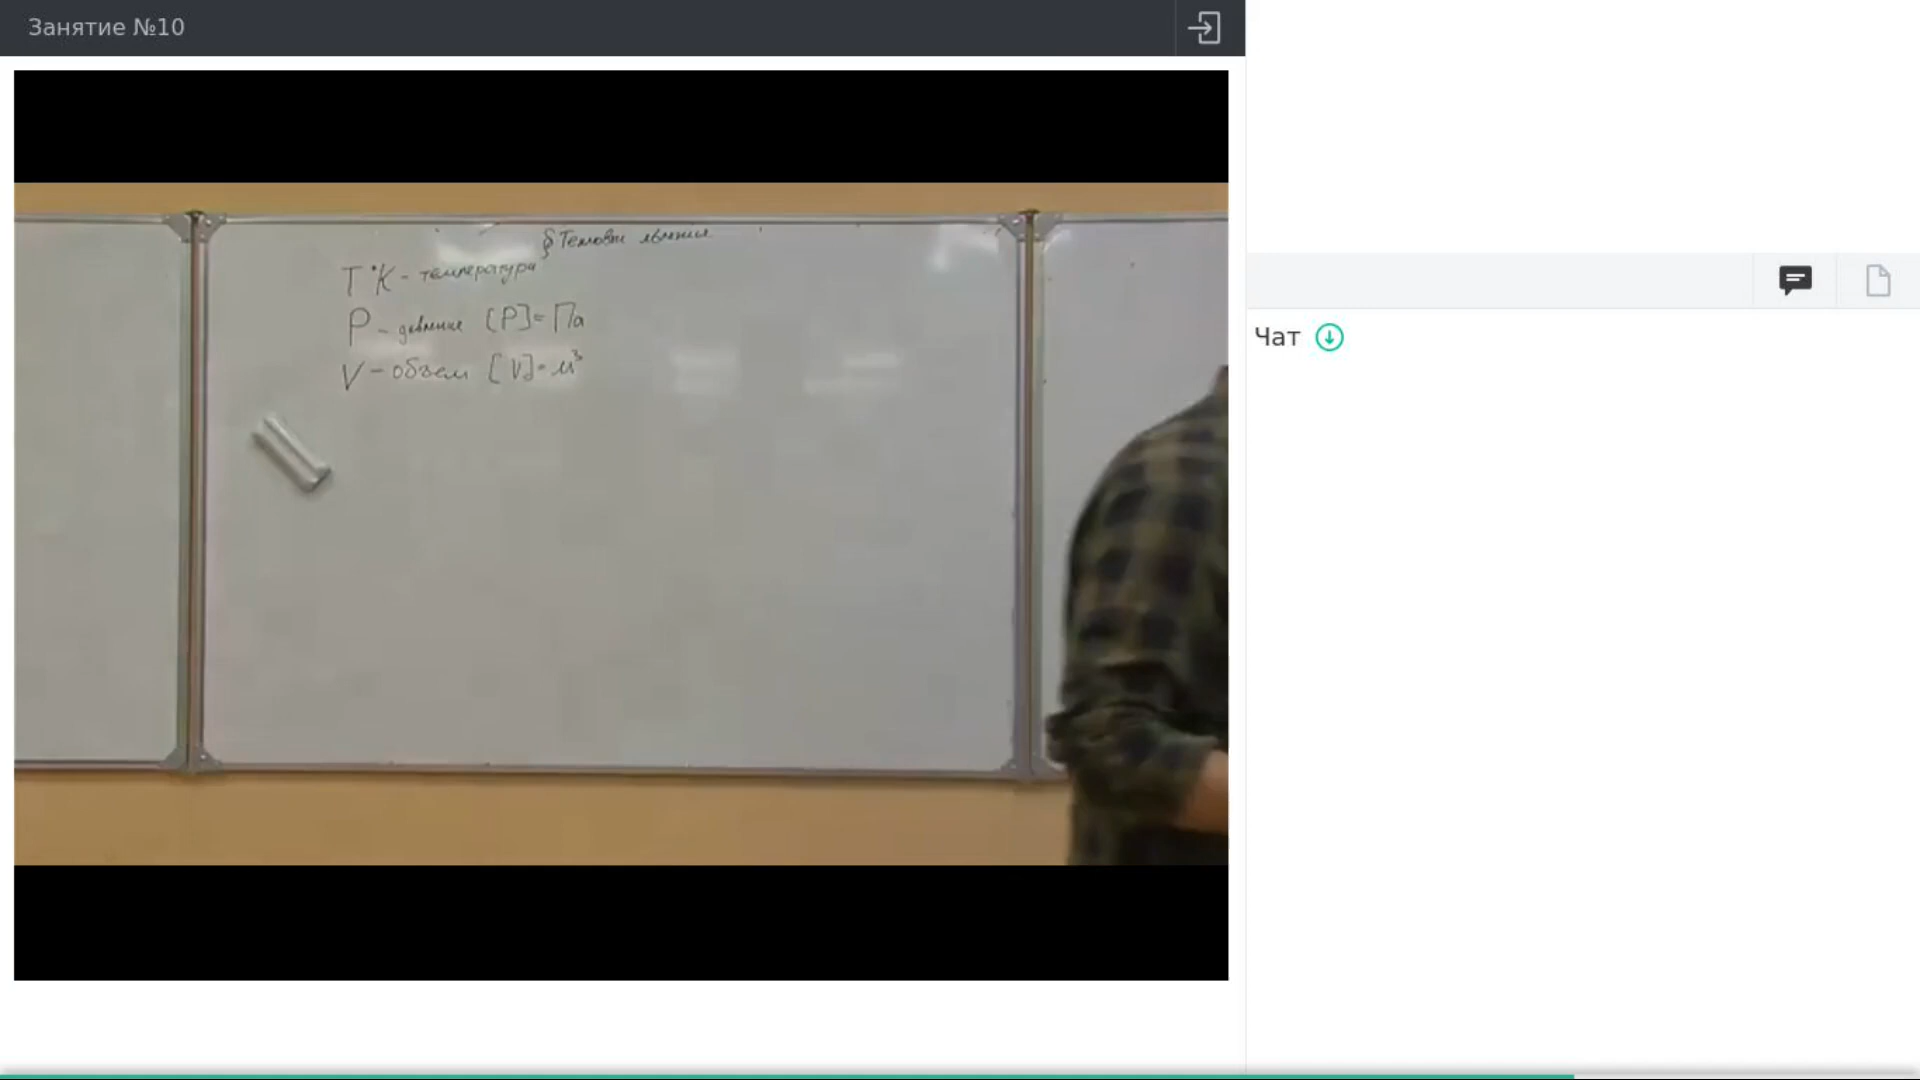 Занятие №10
§ Тепловые явления
T °K - температура
P - давление [P]= Па
V - объем [V]= м³
Чат